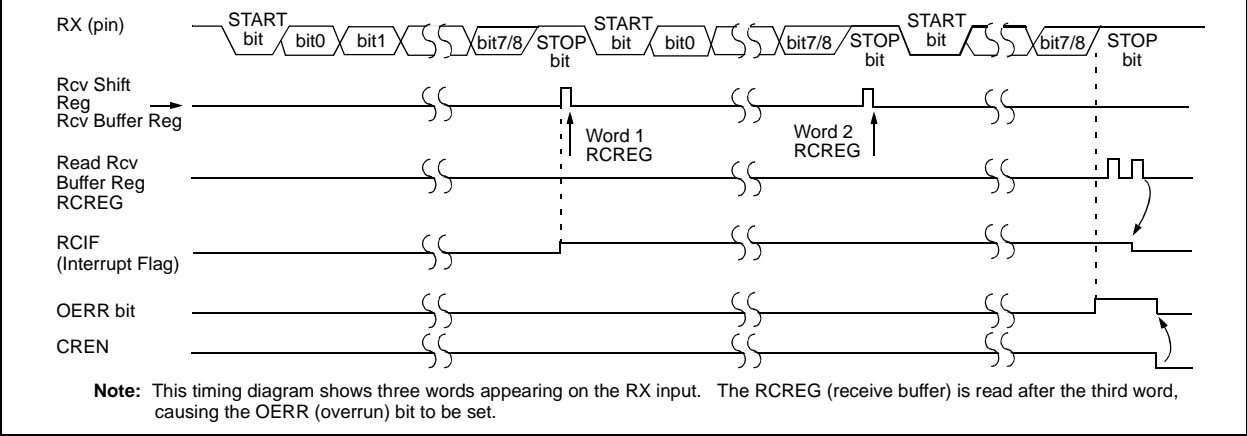 RX (pin)
START bit bit0 bit1 bit7/8 STOP bit START bit bit0 bit7/8 STOP bit START bit bit7/8 STOP bit
Rcv Shift
Reg
Rcv Buffer Reg
Word 1
RCREG
Word 2
RCREG
Read Rcv
Buffer Reg
RCREG
RCIF
(Interrupt Flag)
OERR bit
CREN
Note: This timing diagram shows three words appearing on the RX input. The RCREG (receive buffer) is read after the third word,
causing the OERR (overrun) bit to be set.